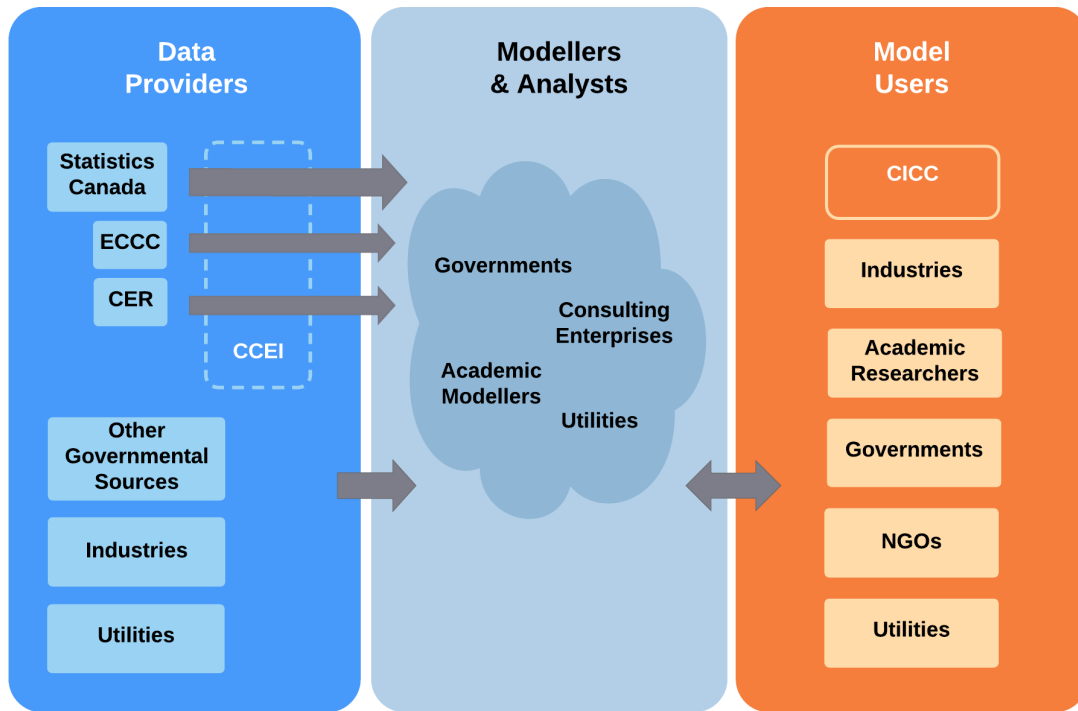 Data
Providers
Statistics
Canada
ECCC
CER
CCEI
Other
Governmental
Sources
Industries
Utilities
Modellers
& Analysts
Governments
Consulting
Enterprises
Academic
Modellers
Utilities
Model
Users
CICC
Industries
Academic
Researchers
Governments
NGOs
Utilities